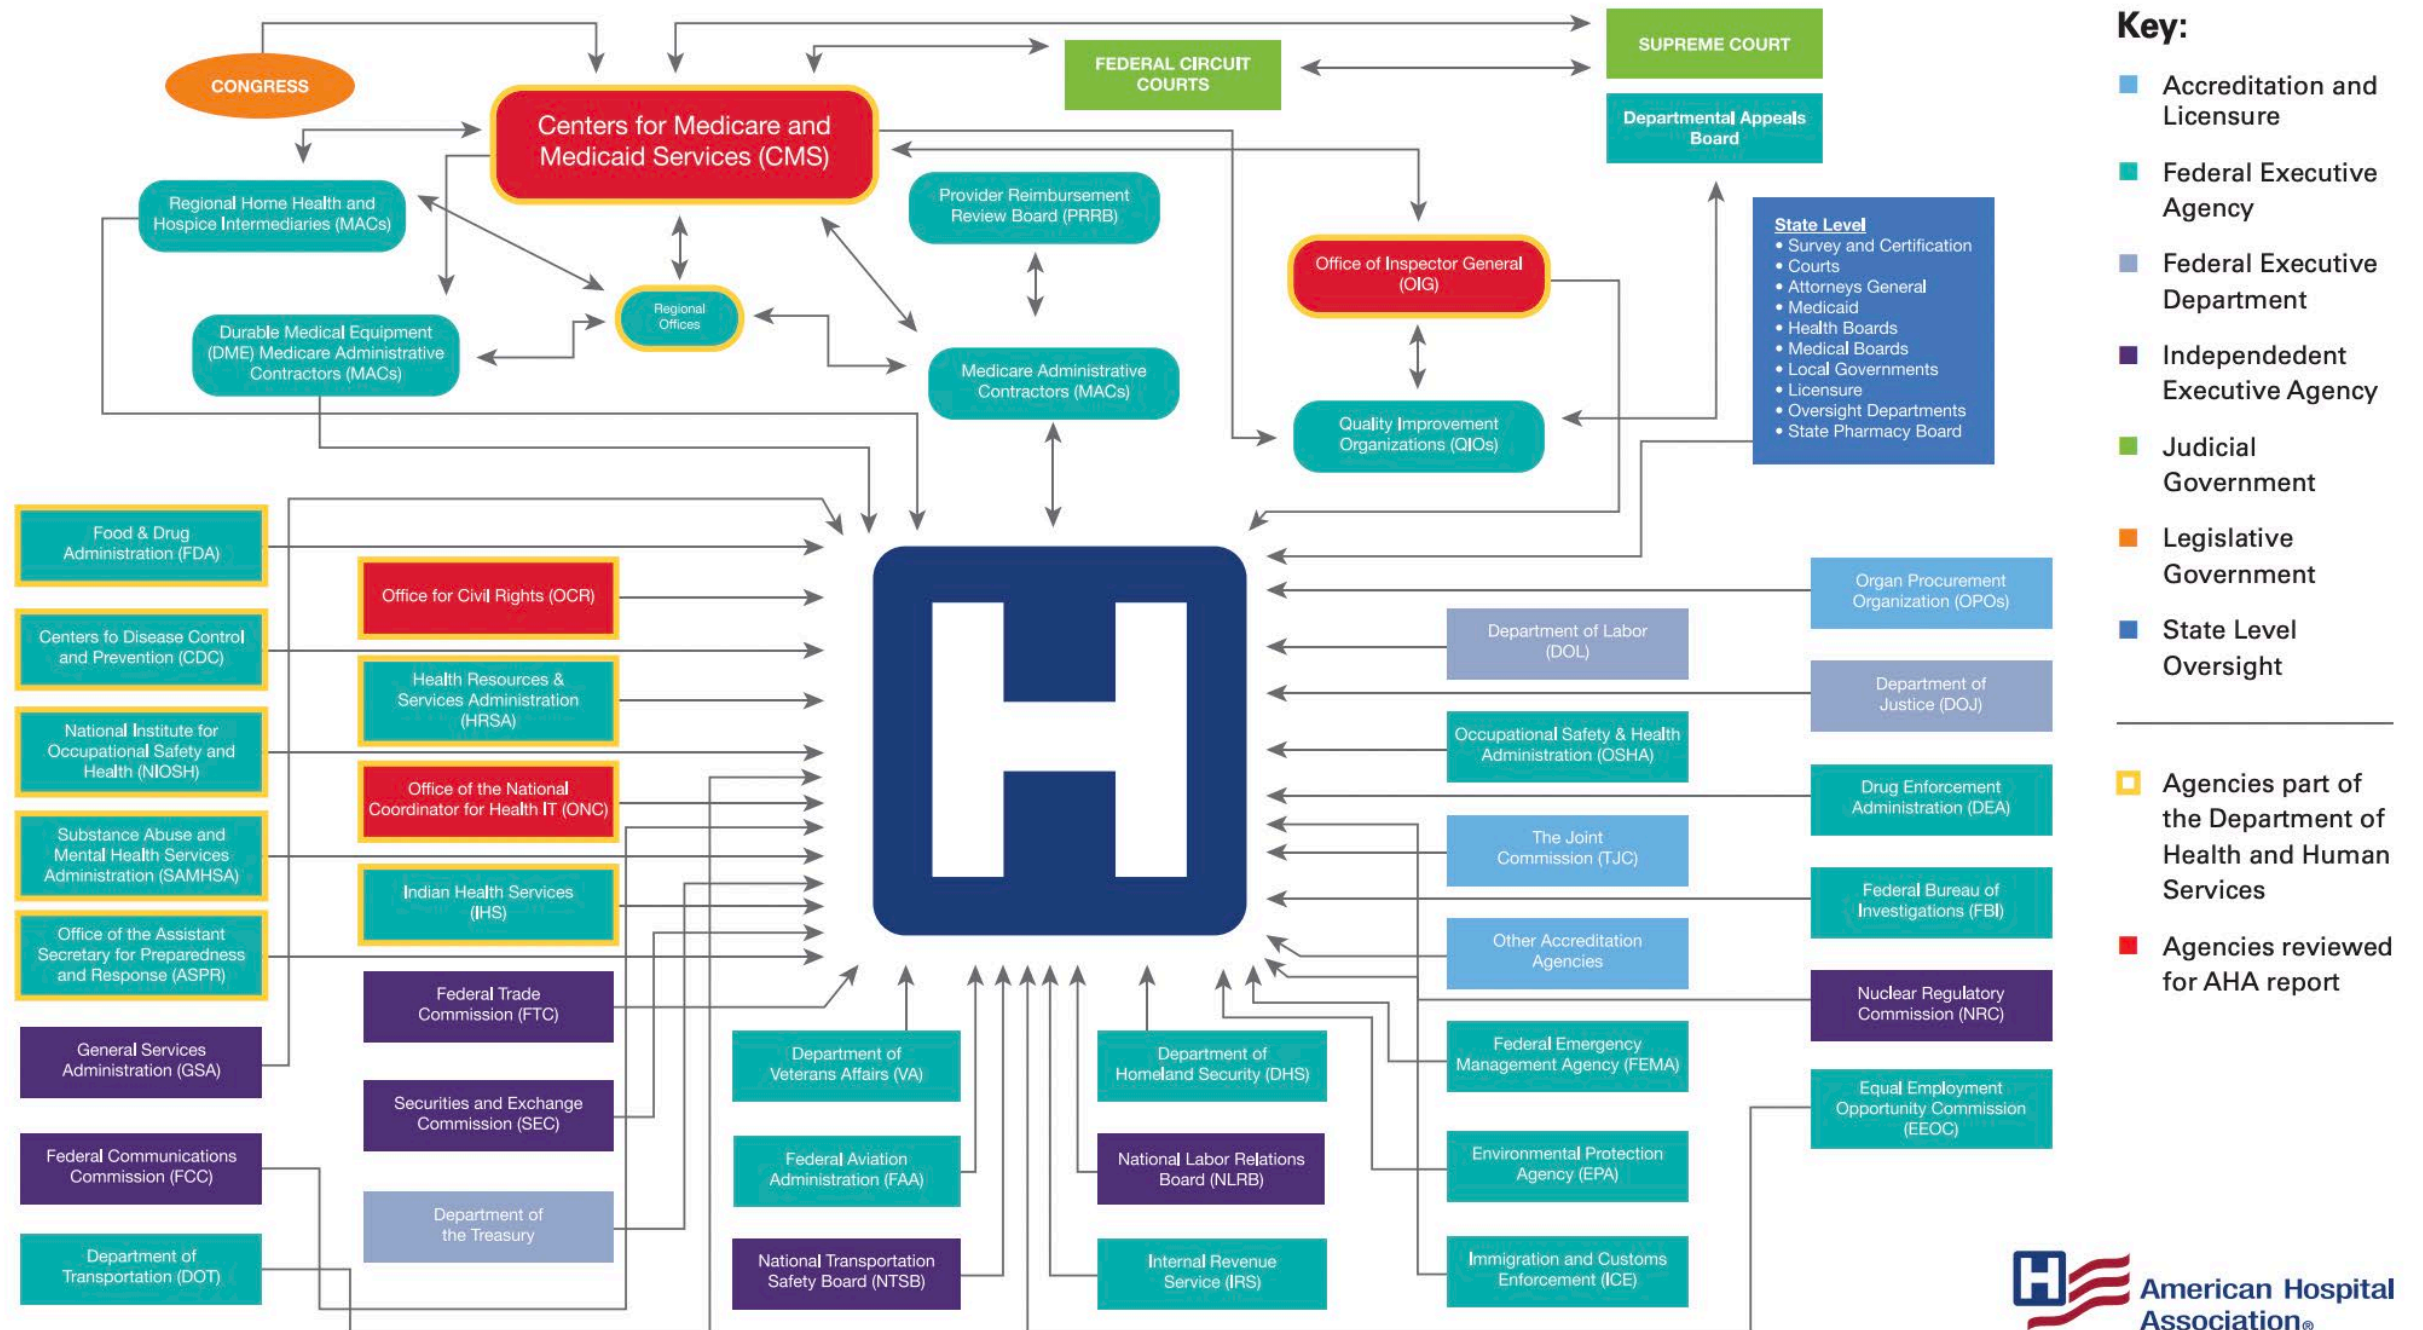 CONGRESS
FEDERAL CIRCUIT
COURTS
SUPREME COURT
Departmental Appeals
Board
Centers for Medicare and
Medicaid Services (CMS)
Regional Home Health and
Hospice Intermediaries (MACs)
Provider Reimbursement
Review Board (PRRB)
Office of Inspector General
(OIG)
State Level
• Survey and Certification
• Courts
• Attorneys General
• Medicaid
• Health Boards
• Medical Boards
• Local Governments
• Licensure
• Oversight Departments
• State Pharmacy Board
Regional
Offices
Durable Medical Equipment
(DME) Medicare Administrative
Contractors (MACs)
Medicare Administrative
Contractors (MACs)
Quality Improvement
Organizations (QIOs)
Food & Drug
Administration (FDA)
Centers fo Disease Control
and Prevention (CDC)
National Institute for
Occupational Safety and
Health (NIOSH)
Substance Abuse and
Mental Health Services
Administration (SAMHSA)
Office of the Assistant
Secretary for Preparedness
and Response (ASPR)
General Services
Administration (GSA)
Federal Communications
Commission (FCC)
Department of
Transportation (DOT)
Office for Civil Rights (OCR)
Health Resources &
Services Administration
(HRSA)
Office of the National
Coordinator for Health IT (ONC)
Indian Health Services
(IHS)
Federal Trade
Commission (FTC)
Securities and Exchange
Commission (SEC)
Department of
the Treasury
H
Department of
Veterans Affairs (VA)
Federal Aviation
Administration (FAA)
National Transportation
Safety Board (NTSB)
Department of
Homeland Security (DHS)
National Labor Relations
Board (NLRB)
Internal Revenue
Service (IRS)
Department of Labor
(DOL)
Occupational Safety & Health
Administration (OSHA)
The Joint
Commission (TJC)
Other Accreditation
Agencies
Federal Emergency
Management Agency (FEMA)
Environmental Protection
Agency (EPA)
Immigration and Customs
Enforcement (ICE)
Organ Procurement
Organization (OPOs)
Department of
Justice (DOJ)
Drug Enforcement
Administration (DEA)
Federal Bureau of
Investigations (FBI)
Nuclear Regulatory
Commission (NRC)
Equal Employment
Opportunity Commission
(EEOC)
Key:
Accreditation and
Licensure
Federal Executive
Agency
Federal Executive
Department
Independedent
Executive Agency
Judicial
Government
Legislative
Government
State Level
Oversight
Agencies part of
the Department of
Health and Human
Services
Agencies reviewed
for AHA report
H
American Hospital
Association®